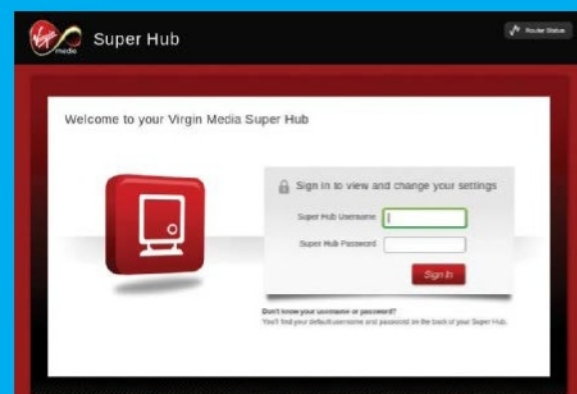 Virgin
media
Super Hub
Router Status
Welcome to your Virgin Media Super Hub
Sign in to view and change your settings
Super Hub Username
Super Hub Password
Sign In
Don't know your username or password?
You'll find your default username and password on the back of your Super Hub.